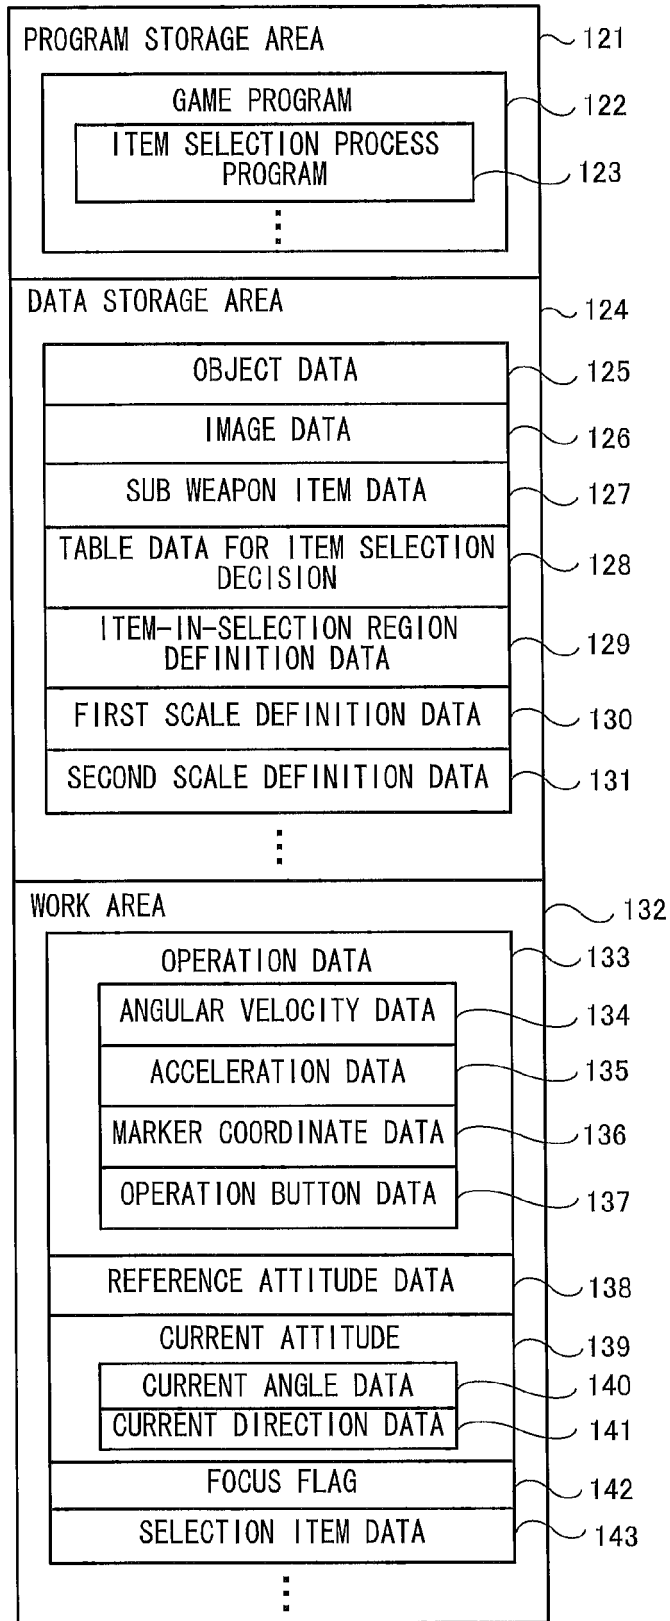 PROGRAM STORAGE AREA 121
GAME PROGRAM 122
ITEM SELECTION PROCESS
PROGRAM 123
DATA STORAGE AREA 124
OBJECT DATA 125
IMAGE DATA 126
SUB WEAPON ITEM DATA 127
TABLE DATA FOR ITEM SELECTION
DECISION 128
ITEM-IN-SELECTION REGION
DEFINITION DATA 129
FIRST SCALE DEFINITION DATA 130
SECOND SCALE DEFINITION DATA 131
WORK AREA 132
OPERATION DATA 133
ANGULAR VELOCITY DATA 134
ACCELERATION DATA 135
MARKER COORDINATE DATA 136
OPERATION BUTTON DATA 137
REFERENCE ATTITUDE DATA 138
CURRENT ATTITUDE 139
CURRENT ANGLE DATA 140
CURRENT DIRECTION DATA 141
FOCUS FLAG 142
SELECTION ITEM DATA 143